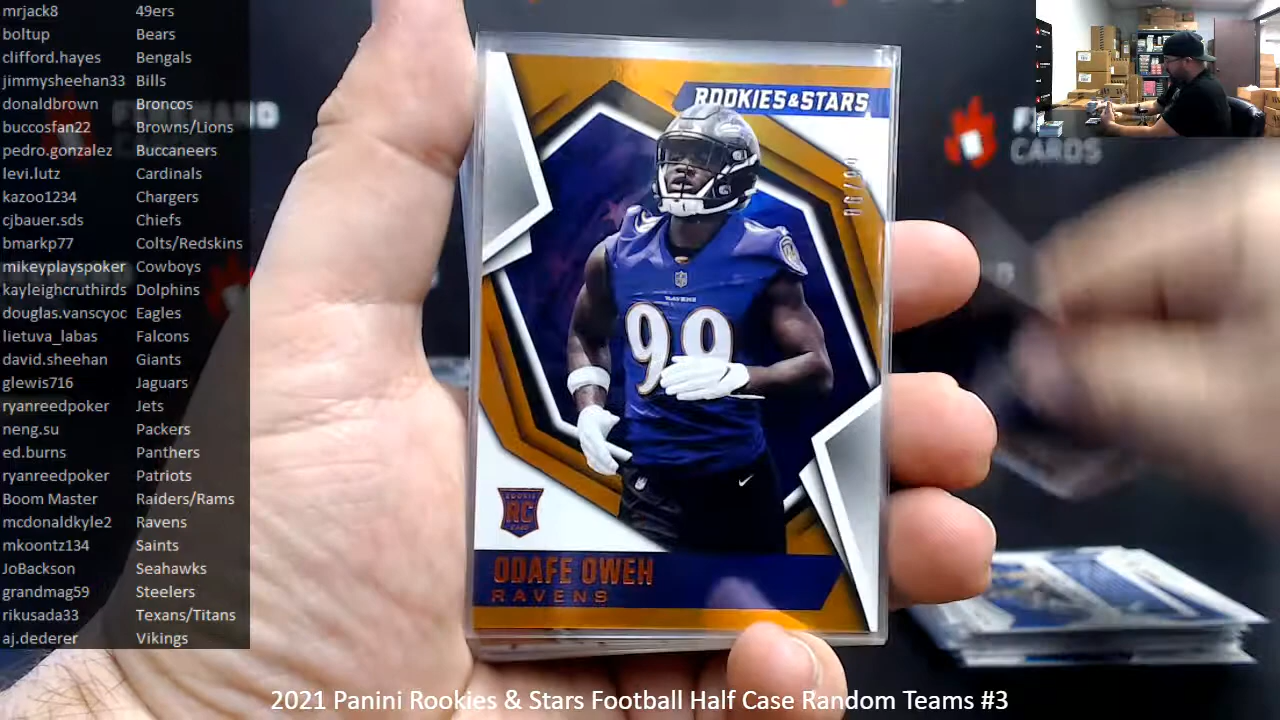 mrjack8 49ers
boltup Bears
clifford.hayes Bengals
jimmysheehan33 Bills
donaldbrown Broncos
buccosfan22 Browns/Lions
pedro.gonzalez Buccaneers
levi.lutz Cardinals
kazoo1234 Chargers
cjbauer.sds Chiefs
bmarkp77 Colts/Redskins
mikeyplayspoker Cowboys
kayleighcruthirds Dolphins
douglas.vanscyoc Eagles
lietuva_labas Falcons
david.sheehan Giants
glewis716 Jaguars
ryanreedpoker Jets
neng.su Packers
ed.burns Panthers
ryanreedpoker Patriots
Boom Master Raiders/Rams
mcdonaldkyle2 Ravens
mkoontz134 Saints
JoBackson Seahawks
grandmag59 Steelers
rikusada33 Texans/Titans
aj.dederer Vikings
ROOKIES & STARS
RAVENS
99
ROOKIE
RC
CARD
ODAFE OWEH
RAVENS
CARDS
2021 Panini Rookies & Stars Football Half Case Random Teams #3